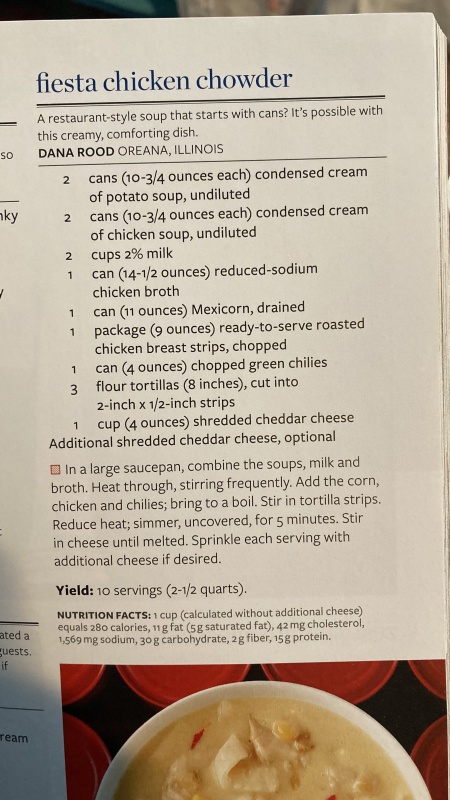 fiesta chicken chowder
A restaurant-style soup that starts with cans? It's possible with
this creamy, comforting dish.
so
DANA ROOD OREANA, ILLINOIS
2 cans (10-3/4 ounces each) condensed cream
of potato soup, undiluted
nky
2 cans (10-3/4 ounces each) condensed cream
of chicken soup, undiluted
2 cups 2% milk
1 can (14-1/2 ounces) reduced-sodium
y
chicken broth
1 can (11 ounces) Mexicorn, drained
1 package (9 ounces) ready-to-serve roasted
chicken breast strips, chopped
1 can (4 ounces) chopped green chilies
3 flour tortillas (8 inches), cut into
2-inch x 1/2-inch strips
1 cup (4 ounces) shredded cheddar cheese
Additional shredded cheddar cheese, optional
In a large saucepan, combine the soups, milk and
broth. Heat through, stirring frequently. Add the corn,
chicken and chilies; bring to a boil. Stir in tortilla strips.
Reduce heat; simmer, uncovered, for 5 minutes. Stir
in cheese until melted. Sprinkle each serving with
additional cheese if desired.
Yield: 10 servings (2-1/2 quarts).
NUTRITION FACTS: 1 cup (calculated without additional cheese)
equals 280 calories, 11 g fat (5 g saturated fat), 42 mg cholesterol,
1,569 mg sodium, 30 g carbohydrate, 2 g fiber, 15 g protein.
ated a
guests.
if
ream